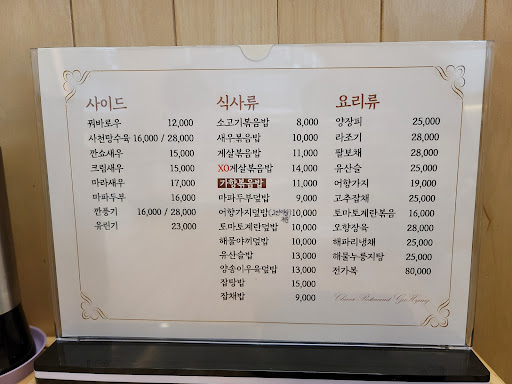 사이드
꿔바로우 12,000
사천탕수육 16,000 / 28,000
깐쇼새우 15,000
크림새우 15,000
마라새우 17,000
마파두부 16,000
깐풍기 16,000 / 28,000
유린기 23,000
식사류
소고기볶음밥 8,000
새우볶음밥 10,000
게살볶음밥 11,000
XO게살볶음밥 14,000
가향볶음밥 11,000
마파두부덮밥 9,000
어향가지덮밥 10,000
토마토계란덮밥 10,000
해물야끼덮밥 10,000
유산슬밥 13,000
양송이우육덮밥 13,000
잡탕밥 15,000
잡채밥 9,000
요리류
양장피 25,000
라조기 28,000
팔보채 28,000
유산슬 25,000
어향가지 19,000
고추잡채 25,000
토마토계란볶음 16,000
오향장육 28,000
해파리냉채 25,000
해물누룽지탕 25,000
전가복 80,000